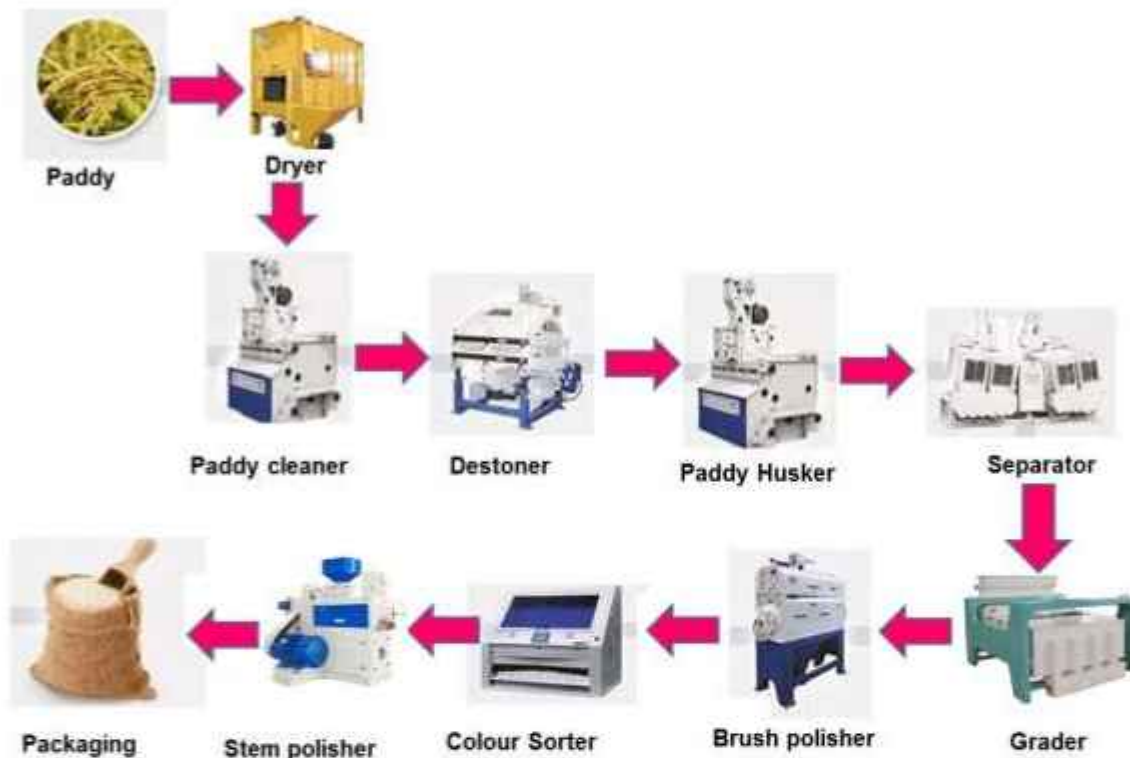 Paddy
Dryer
Paddy cleaner
Destoner
Paddy Husker
Separator
Grader
Brush polisher
Colour Sorter
Stem polisher
Packaging